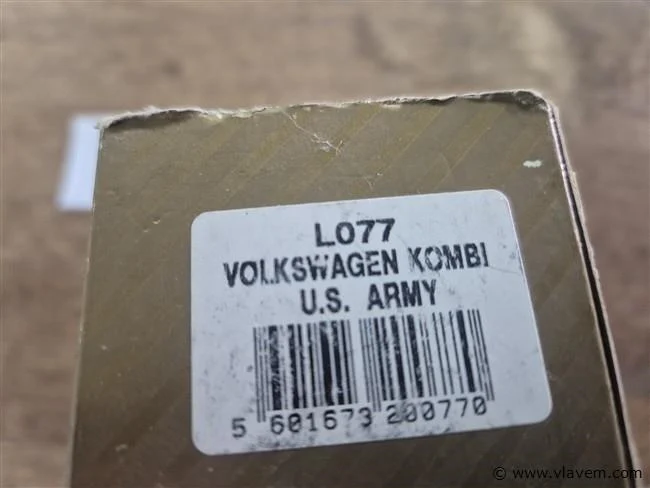 L077
VOLKSWAGEN KOMBI
U.S. ARMY
5 601673 200770
© www.vlavem.com